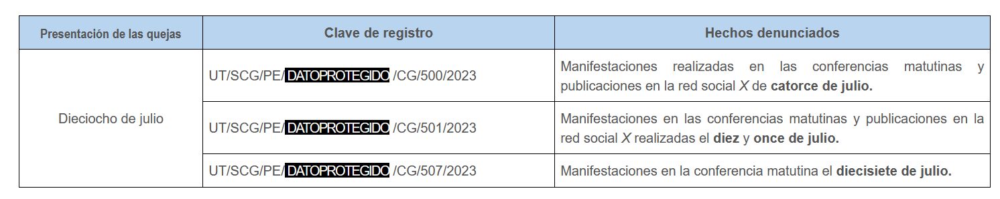 Presentación de las quejas Clave de registro Hechos denunciados
Dieciocho de julio
UT/SCG/PE/ DATOPROTEGIDO /CG/500/2023
Manifestaciones realizadas en las conferencias matutinas y
publicaciones en la red social X de catorce de julio.
UT/SCG/PE/ DATOPROTEGIDO /CG/501/2023
Manifestaciones en las conferencias matutinas y publicaciones en la
red social X realizadas el diez y once de julio.
UT/SCG/PE/ DATOPROTEGIDO /CG/507/2023
Manifestaciones en la conferencia matutina el diecisiete de julio.